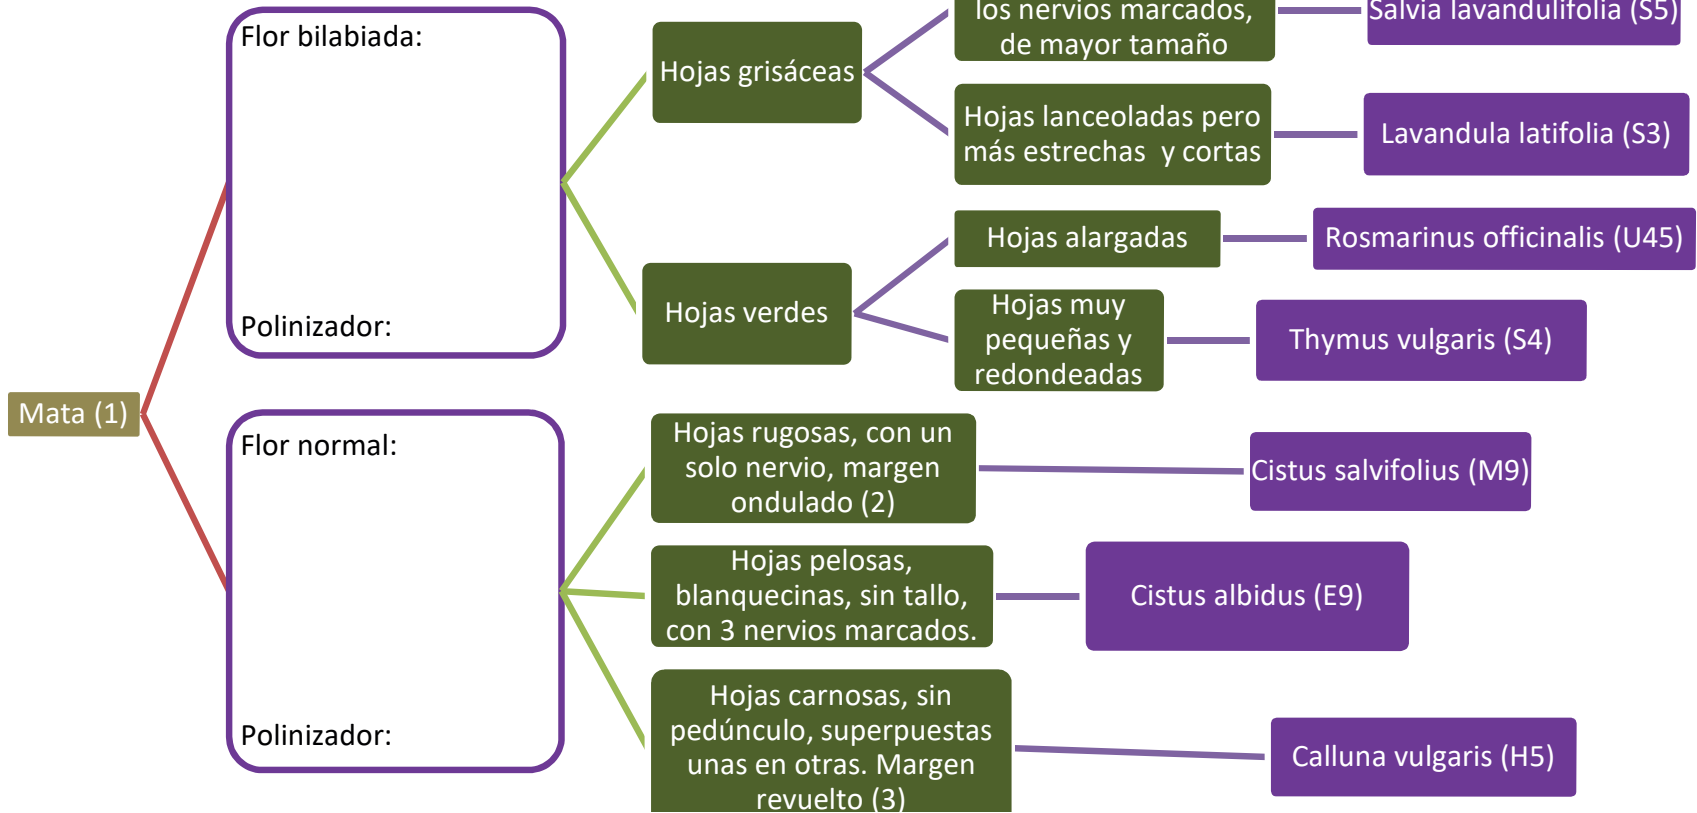 Mata (1)
Flor bilabiada:
Polinizador:
Hojas grisáceas
los nervios marcados,
de mayor tamaño
Salvia lavandulifolia (S5)
Hojas lanceoladas pero
más estrechas  y cortas
Lavandula latifolia (S3)
Hojas verdes
Hojas alargadas
Rosmarinus officinalis (U45)
Hojas muy
pequeñas y
redondeadas
Thymus vulgaris (S4)
Flor normal:
Polinizador:
Hojas rugosas, con un
solo nervio, margen
ondulado (2)
Cistus salvifolius (M9)
Hojas pelosas,
blanquecinas, sin tallo,
con 3 nervios marcados.
Cistus albidus (E9)
Hojas carnosas, sin
pedúnculo, superpuestas
unas en otras. Margen
revuelto (3)
Calluna vulgaris (H5)